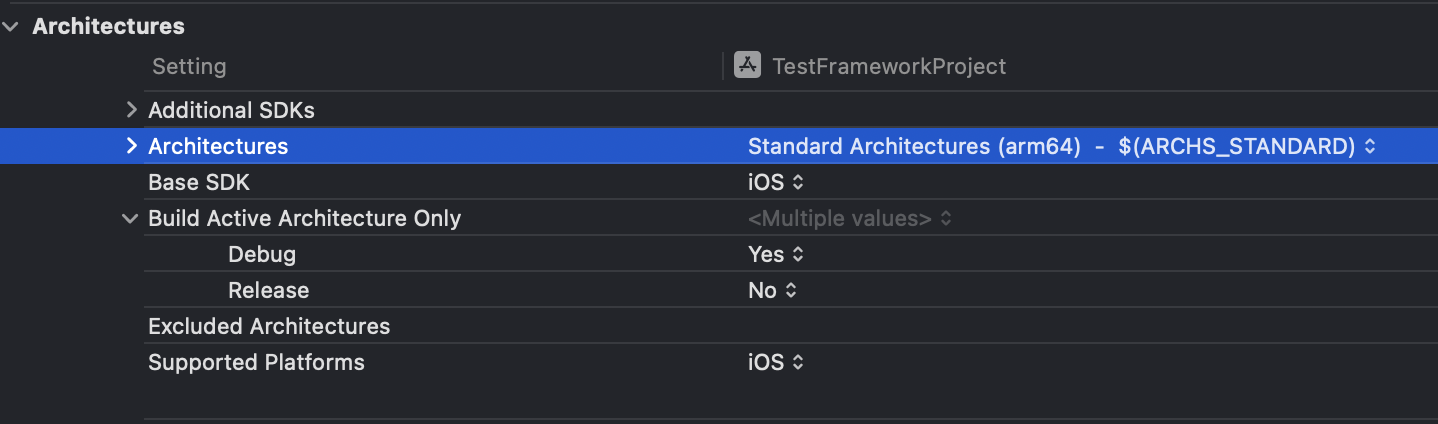 Architectures
Setting TestFrameworkProject
Additional SDKs
Architectures Standard Architectures (arm64) - $(ARCHS_STANDARD)
Base SDK iOS
Build Active Architecture Only <Multiple values>
Debug Yes
Release No
Excluded Architectures
Supported Platforms iOS